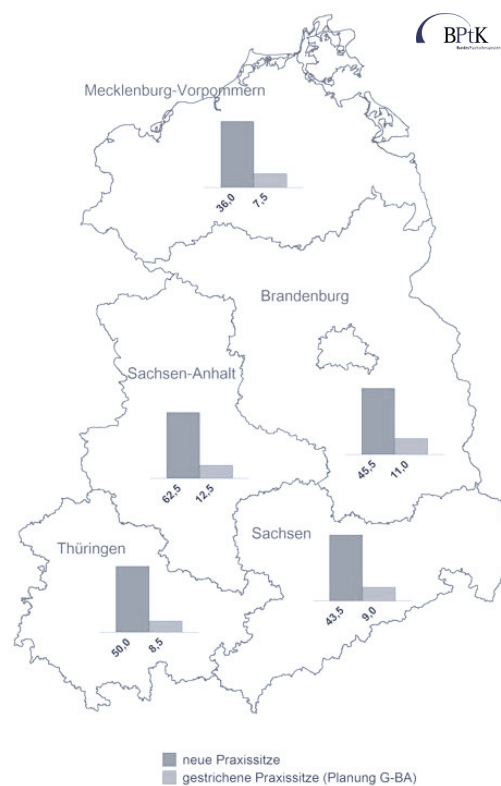 BPtK
Mecklenburg-Vorpommern
36,0 7,5
Brandenburg
45,5 11,0
Sachsen-Anhalt
62,5 12,5
Sachsen
43,5 9,0
Thüringen
50,0 8,5
neue Praxissitze
gestrichene Praxissitze (Planung G-BA)